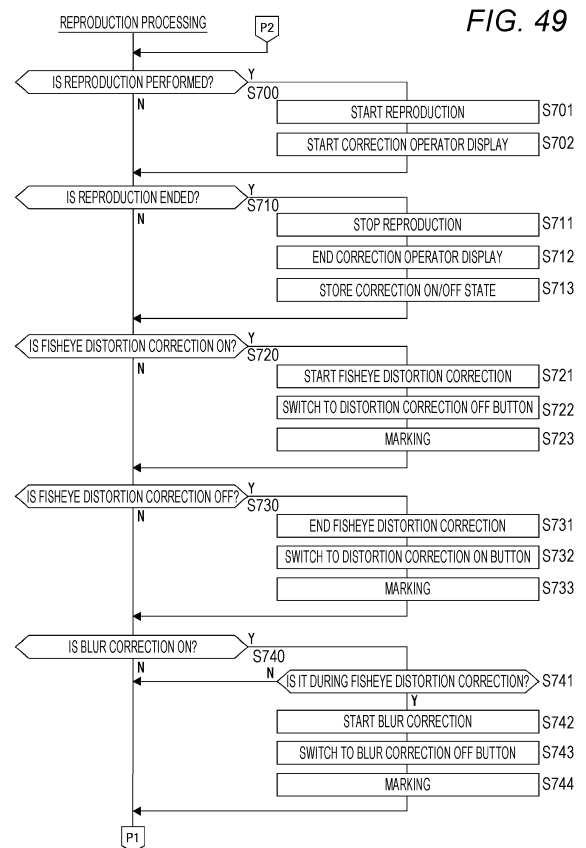 FIG. 49
REPRODUCTION PROCESSING
P2
IS REPRODUCTION PERFORMED?
Y
S700
N
START REPRODUCTION
S701
START CORRECTION OPERATOR DISPLAY
S702
IS REPRODUCTION ENDED?
Y
S710
N
STOP REPRODUCTION
S711
END CORRECTION OPERATOR DISPLAY
S712
STORE CORRECTION ON/OFF STATE
S713
IS FISHEYE DISTORTION CORRECTION ON?
Y
S720
N
START FISHEYE DISTORTION CORRECTION
S721
SWITCH TO DISTORTION CORRECTION OFF BUTTON
S722
MARKING
S723
IS FISHEYE DISTORTION CORRECTION OFF?
Y
S730
N
END FISHEYE DISTORTION CORRECTION
S731
SWITCH TO DISTORTION CORRECTION ON BUTTON
S732
MARKING
S733
IS BLUR CORRECTION ON?
Y
S740
N
N
IS IT DURING FISHEYE DISTORTION CORRECTION?
S741
Y
START BLUR CORRECTION
S742
SWITCH TO BLUR CORRECTION OFF BUTTON
S743
MARKING
S744
P1